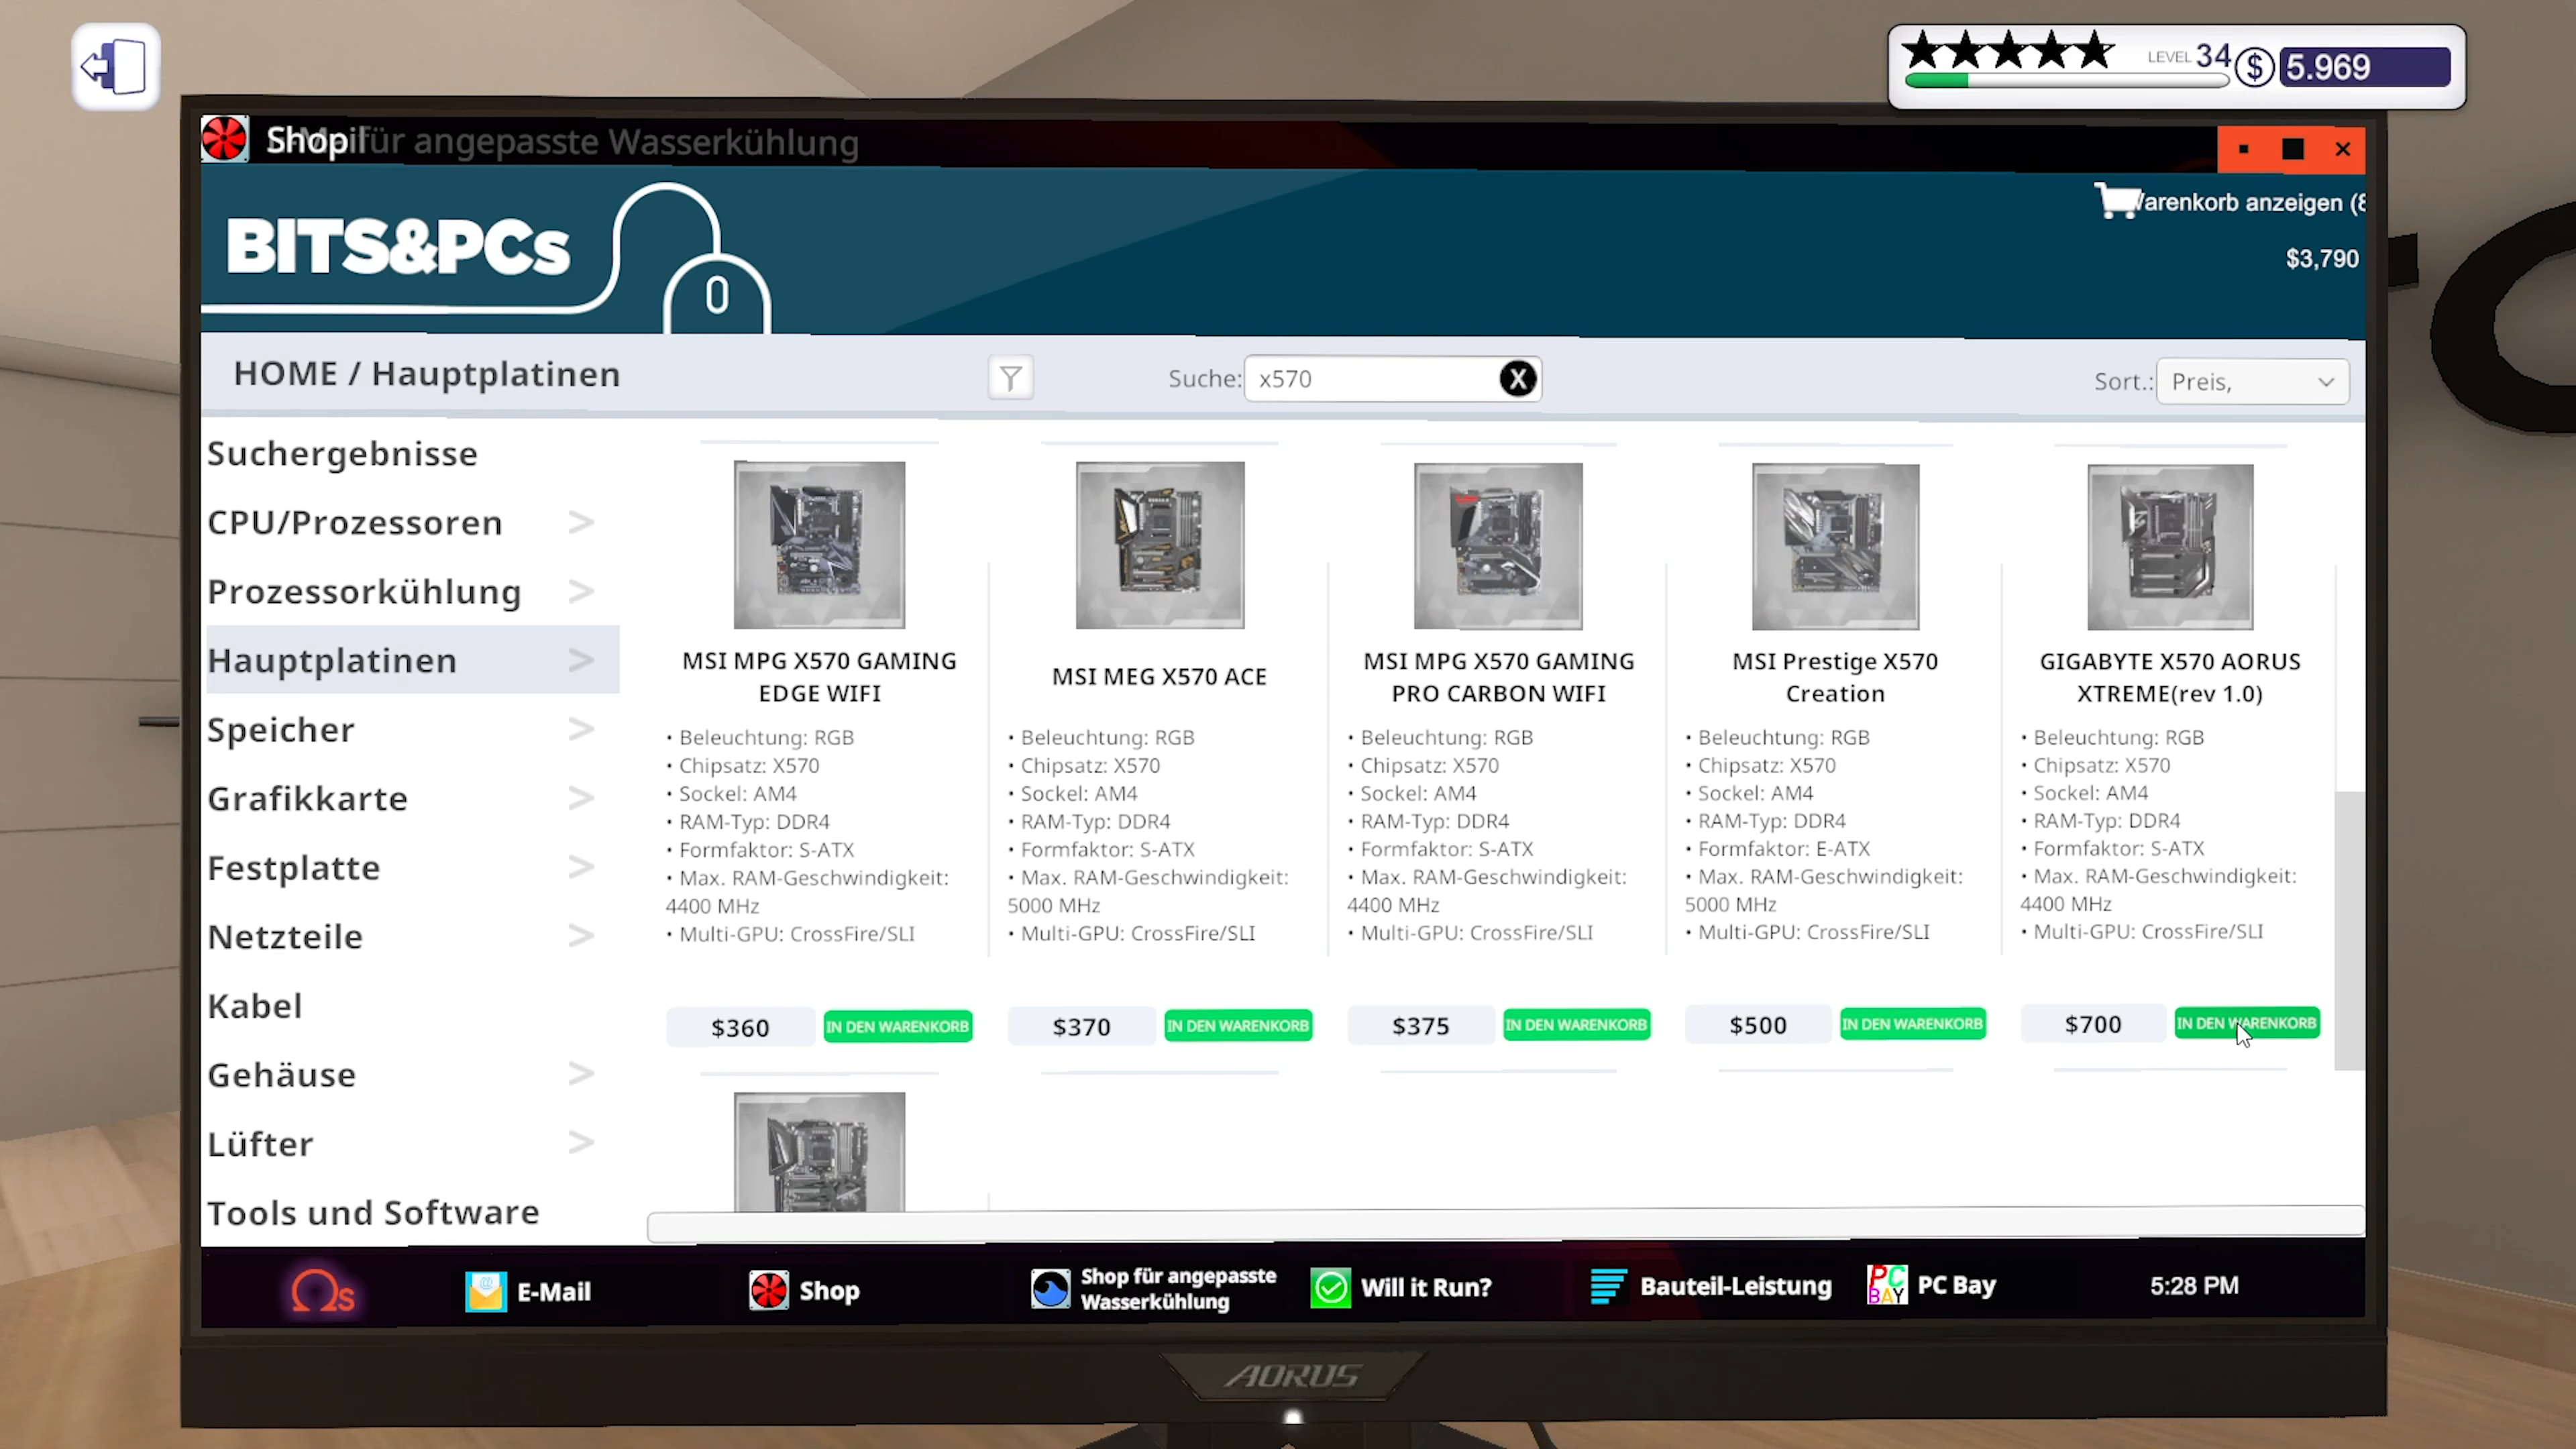 LEVEL 34 $ 5.969
Shop für angepasste Wasserkühlung
BITS&PCs
Warenkorb anzeigen (8
$3,790
HOME / Hauptplatinen
Suche: x570 X
Sort.: Preis,
Suchergebnisse
CPU/Prozessoren >
Prozessorkühlung >
Hauptplatinen >
Speicher >
Grafikkarte >
Festplatte >
Netzteile >
Kabel
Gehäuse >
Lüfter >
Tools und Software
MSI MPG X570 GAMING
EDGE WIFI
• Beleuchtung: RGB
• Chipsatz: X570
• Sockel: AM4
• RAM-Typ: DDR4
• Formfaktor: S-ATX
• Max. RAM-Geschwindigkeit:
4400 MHz
• Multi-GPU: CrossFire/SLI
$360 IN DEN WARENKORB
MSI MEG X570 ACE
• Beleuchtung: RGB
• Chipsatz: X570
• Sockel: AM4
• RAM-Typ: DDR4
• Formfaktor: S-ATX
• Max. RAM-Geschwindigkeit:
5000 MHz
• Multi-GPU: CrossFire/SLI
$370 IN DEN WARENKORB
MSI MPG X570 GAMING
PRO CARBON WIFI
• Beleuchtung: RGB
• Chipsatz: X570
• Sockel: AM4
• RAM-Typ: DDR4
• Formfaktor: S-ATX
• Max. RAM-Geschwindigkeit:
4400 MHz
• Multi-GPU: CrossFire/SLI
$375 IN DEN WARENKORB
MSI Prestige X570
Creation
• Beleuchtung: RGB
• Chipsatz: X570
• Sockel: AM4
• RAM-Typ: DDR4
• Formfaktor: E-ATX
• Max. RAM-Geschwindigkeit:
5000 MHz
• Multi-GPU: CrossFire/SLI
$500 IN DEN WARENKORB
GIGABYTE X570 AORUS
XTREME(rev 1.0)
• Beleuchtung: RGB
• Chipsatz: X570
• Sockel: AM4
• RAM-Typ: DDR4
• Formfaktor: S-ATX
• Max. RAM-Geschwindigkeit:
4400 MHz
• Multi-GPU: CrossFire/SLI
$700 IN DEN WARENKORB
Ωs
E-Mail
Shop
Shop für angepasste
Wasserkühlung
Will it Run?
Bauteil-Leistung
PC
BAY
PC Bay
5:28 PM
AORUS